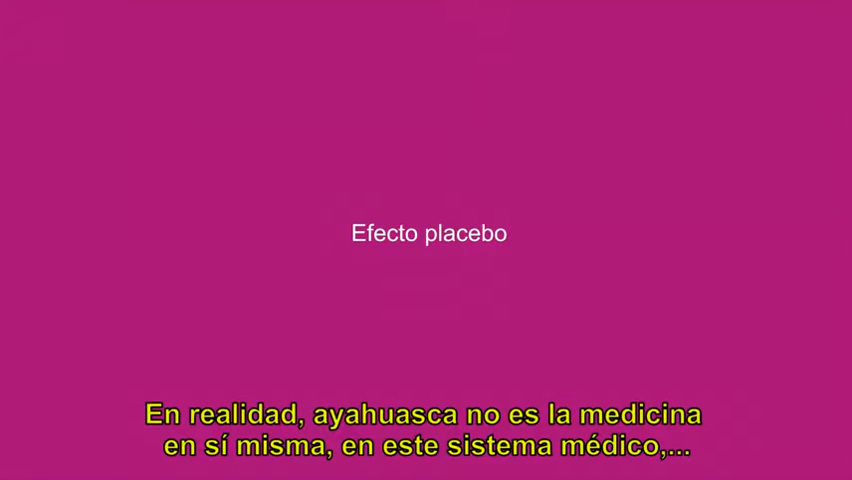 Efecto placebo
En realidad, ayahuasca no es la medicina
en sí misma, en este sistema médico,...